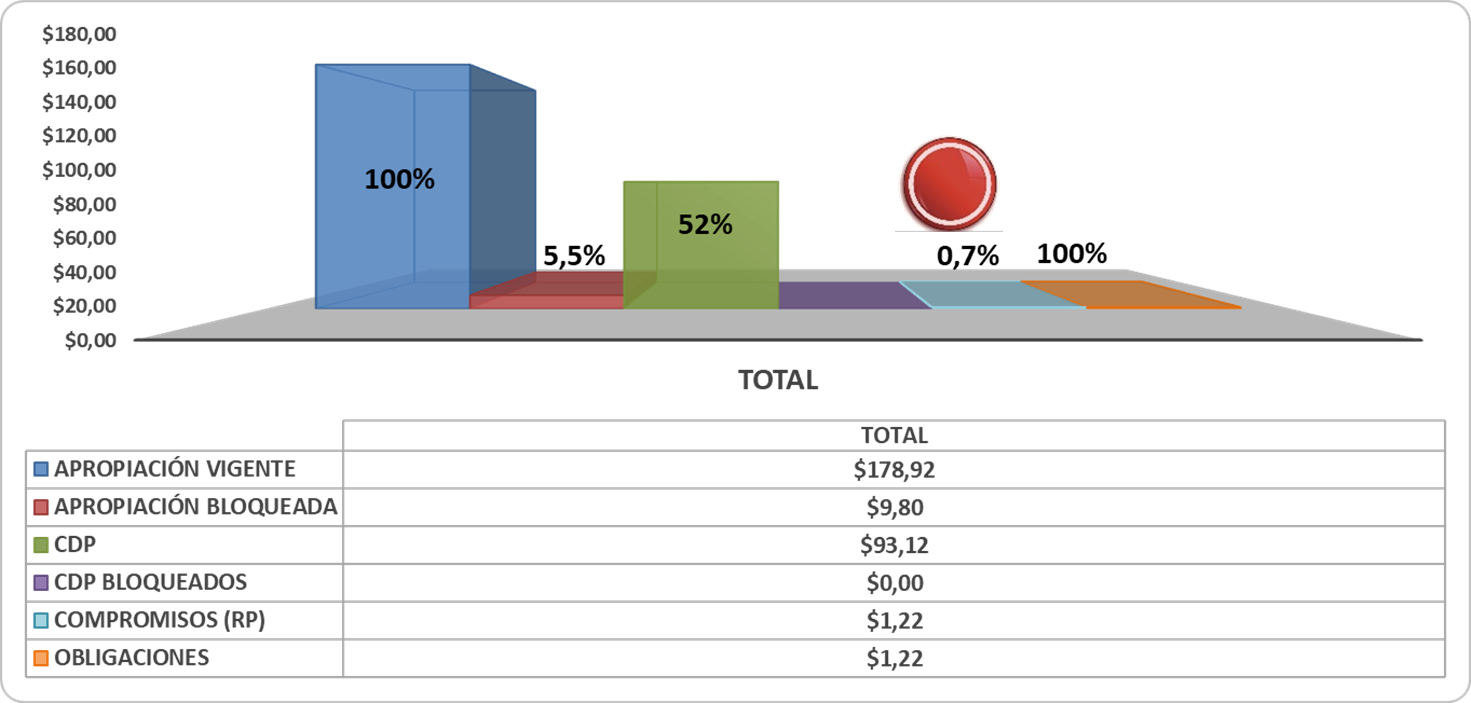 $180,00
$160,00
$140,00
$120,00
$100,00
$80,00
$60,00
$40,00
$20,00
$0,00
100%
5,5%
52%
0,7%
100%
TOTAL
TOTAL
APROPIACIÓN VIGENTE $178,92
APROPIACIÓN BLOQUEADA $9,80
CDP $93,12
CDP BLOQUEADOS $0,00
COMPROMISOS (RP) $1,22
OBLIGACIONES $1,22